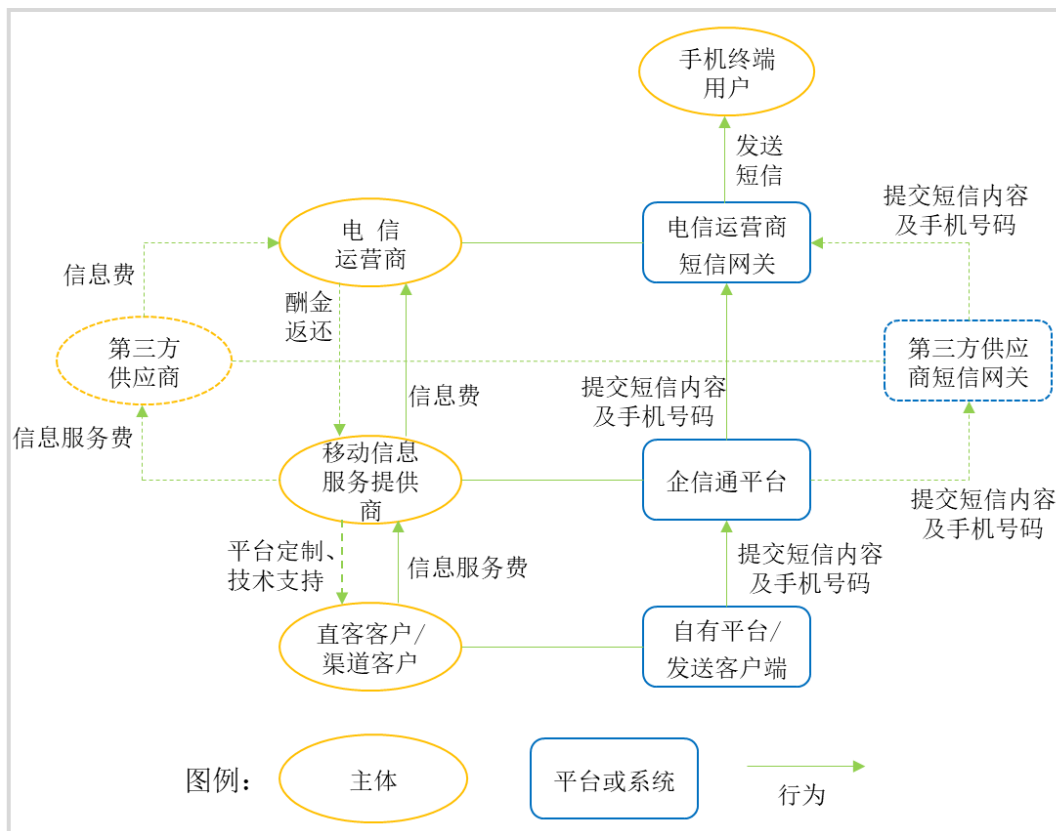 手机终端
用户
发送
短信
提交短信内容
及手机号码
电 信
运营商
电信运营商
短信网关
信息费
酬金
返还
第三方
供应商
第三方供应
商短信网关
信息费
提交短信内容
及手机号码
信息服务费
移动信息
服务提供
商
企信通平台
提交短信内容
及手机号码
平台定制、
技术支持
信息服务费
提交短信内容
及手机号码
直客客户/
渠道客户
自有平台/
发送客户端
图例：
主体
平台或系统
行为